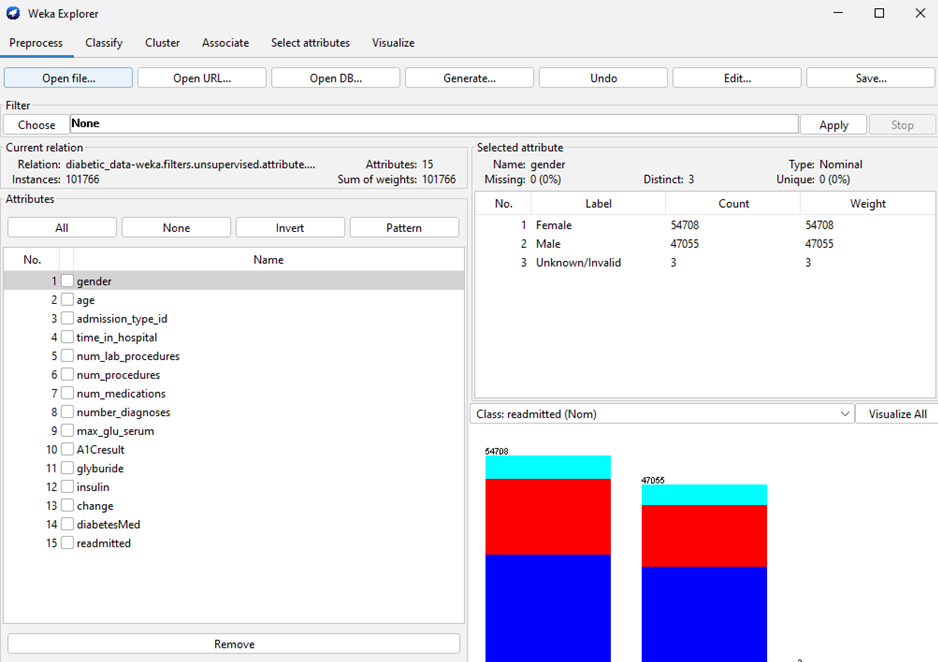 Weka Explorer
Preprocess Classify Cluster Associate Select attributes Visualize
Open file... Open URL... Open DB... Generate... Undo Edit... Save...
Filter
Choose None Apply Stop
Current relation
Relation: diabetic_data-weka.filters.unsupervised.attribute.... Attributes: 15
Instances: 101766 Sum of weights: 101766
Attributes
All None Invert Pattern
No. Name
1 gender
2 age
3 admission_type_id
4 time_in_hospital
5 num_lab_procedures
6 num_procedures
7 num_medications
8 number_diagnoses
9 max_glu_serum
10 A1Cresult
11 glyburide
12 insulin
13 change
14 diabetesMed
15 readmitted
Remove
Selected attribute
Name: gender Type: Nominal
Missing: 0 (0%) Distinct: 3 Unique: 0 (0%)
No. Label Count Weight
1 Female 54708 54708
2 Male 47055 47055
3 Unknown/Invalid 3 3
Class: readmitted (Nom) Visualize All
54708
47055